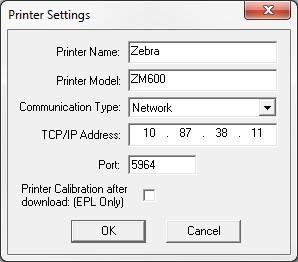 Printer Settings
Printer Name: Zebra
Printer Model: ZM600
Communication Type: Network
TCP/IP Address: 10 . 87 . 38 . 11
Port: 5964
Printer Calibration after
download: (EPL Only)
OK Cancel